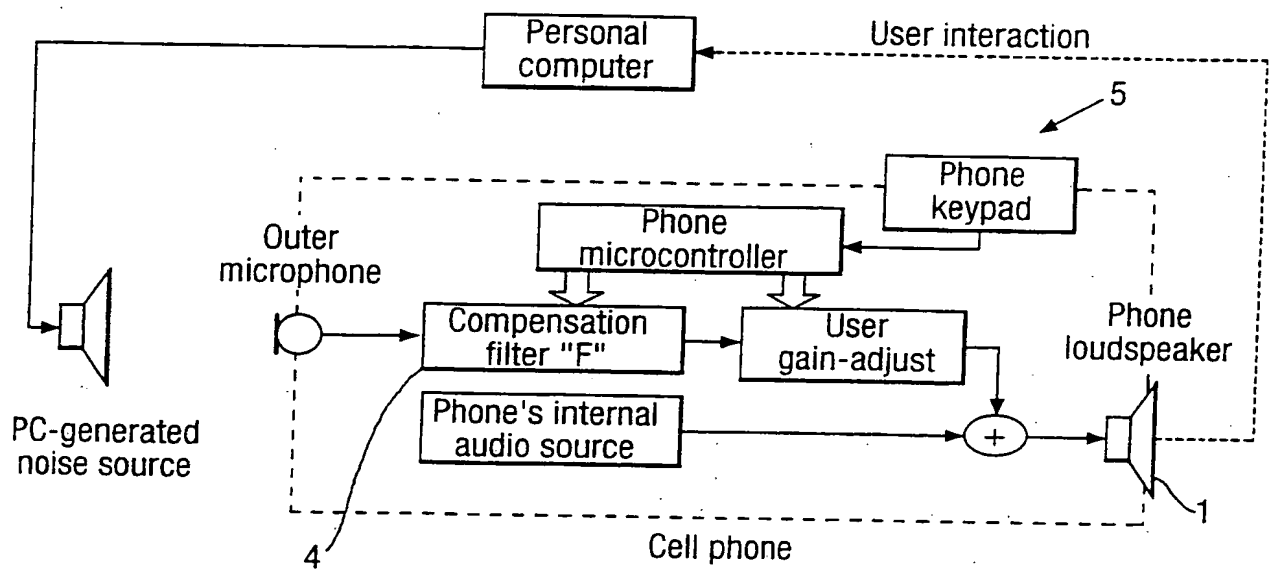 Personal
computer
User interaction
5
Phone
keypad
Phone
microcontroller
Outer
microphone
Compensation
filter "F"
User
gain-adjust
Phone
loudspeaker
Phone's internal
audio source
+
PC-generated
noise source
1
4
Cell phone